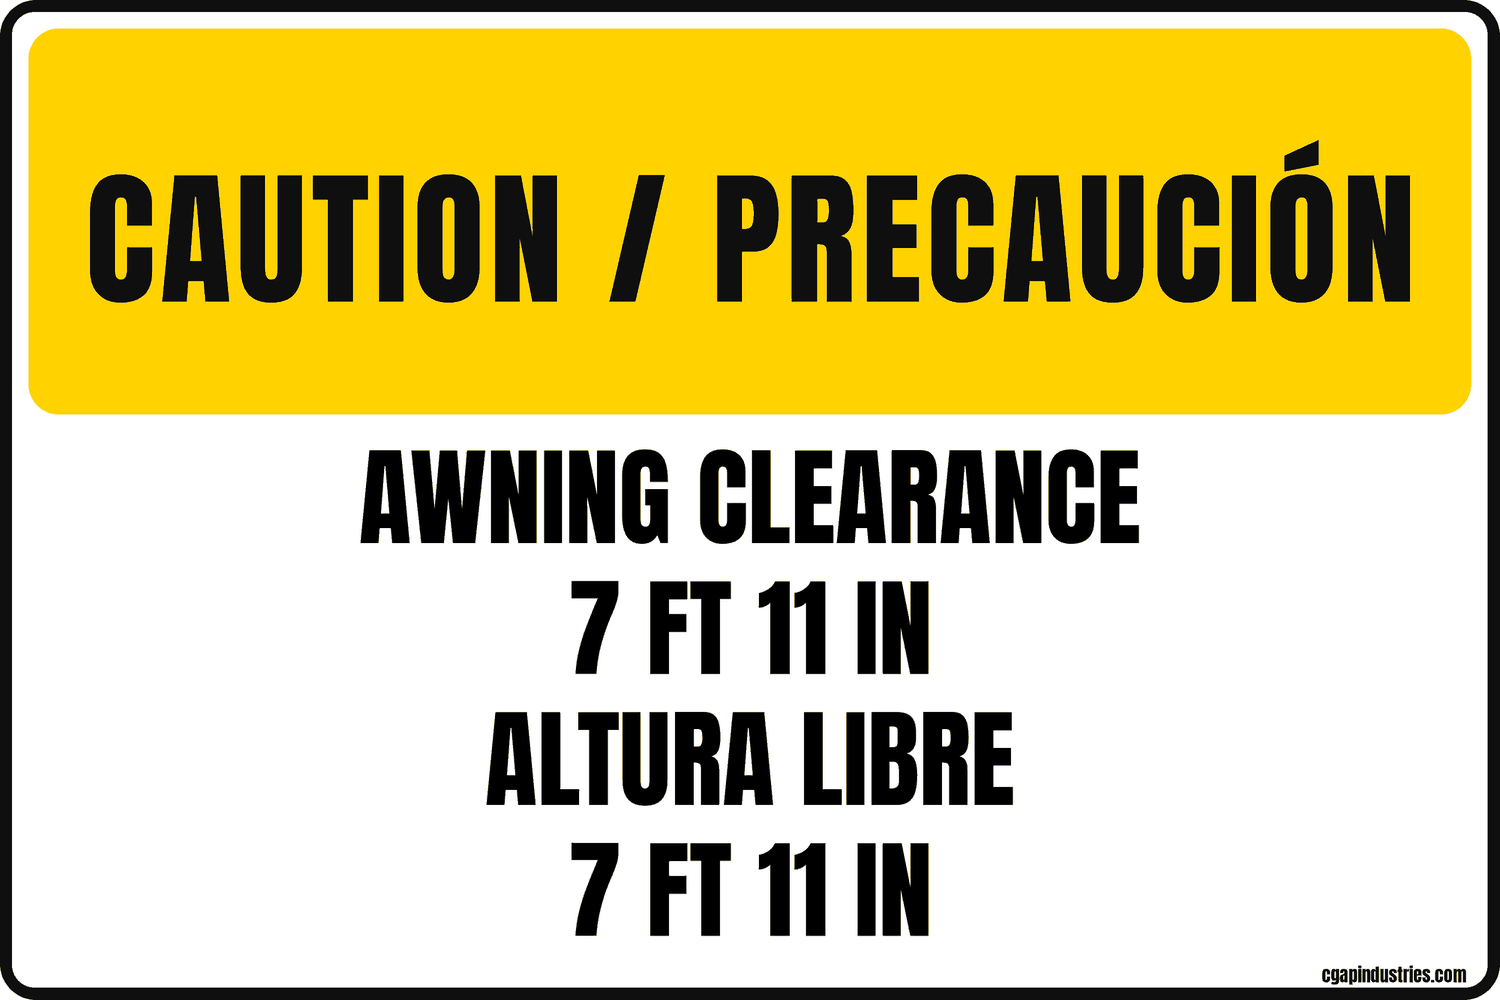 CAUTION / PRECAUCIÓN
AWNING CLEARANCE
7 FT 11 IN
ALTURA LIBRE
7 FT 11 IN
cgapindustries.com